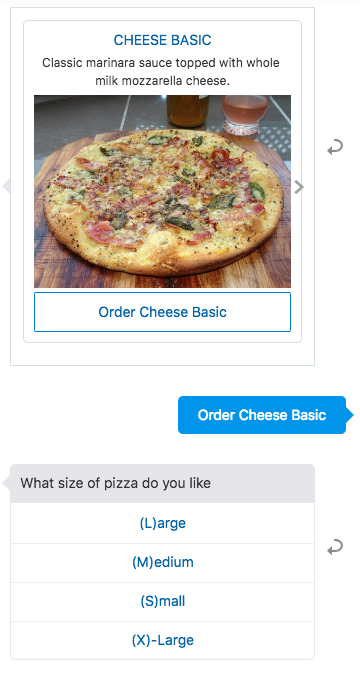 CHEESE BASIC
Classic marinara sauce topped with whole
milk mozzarella cheese.
Order Cheese Basic
Order Cheese Basic
What size of pizza do you like
(L)arge
(M)edium
(S)mall
(X)-Large